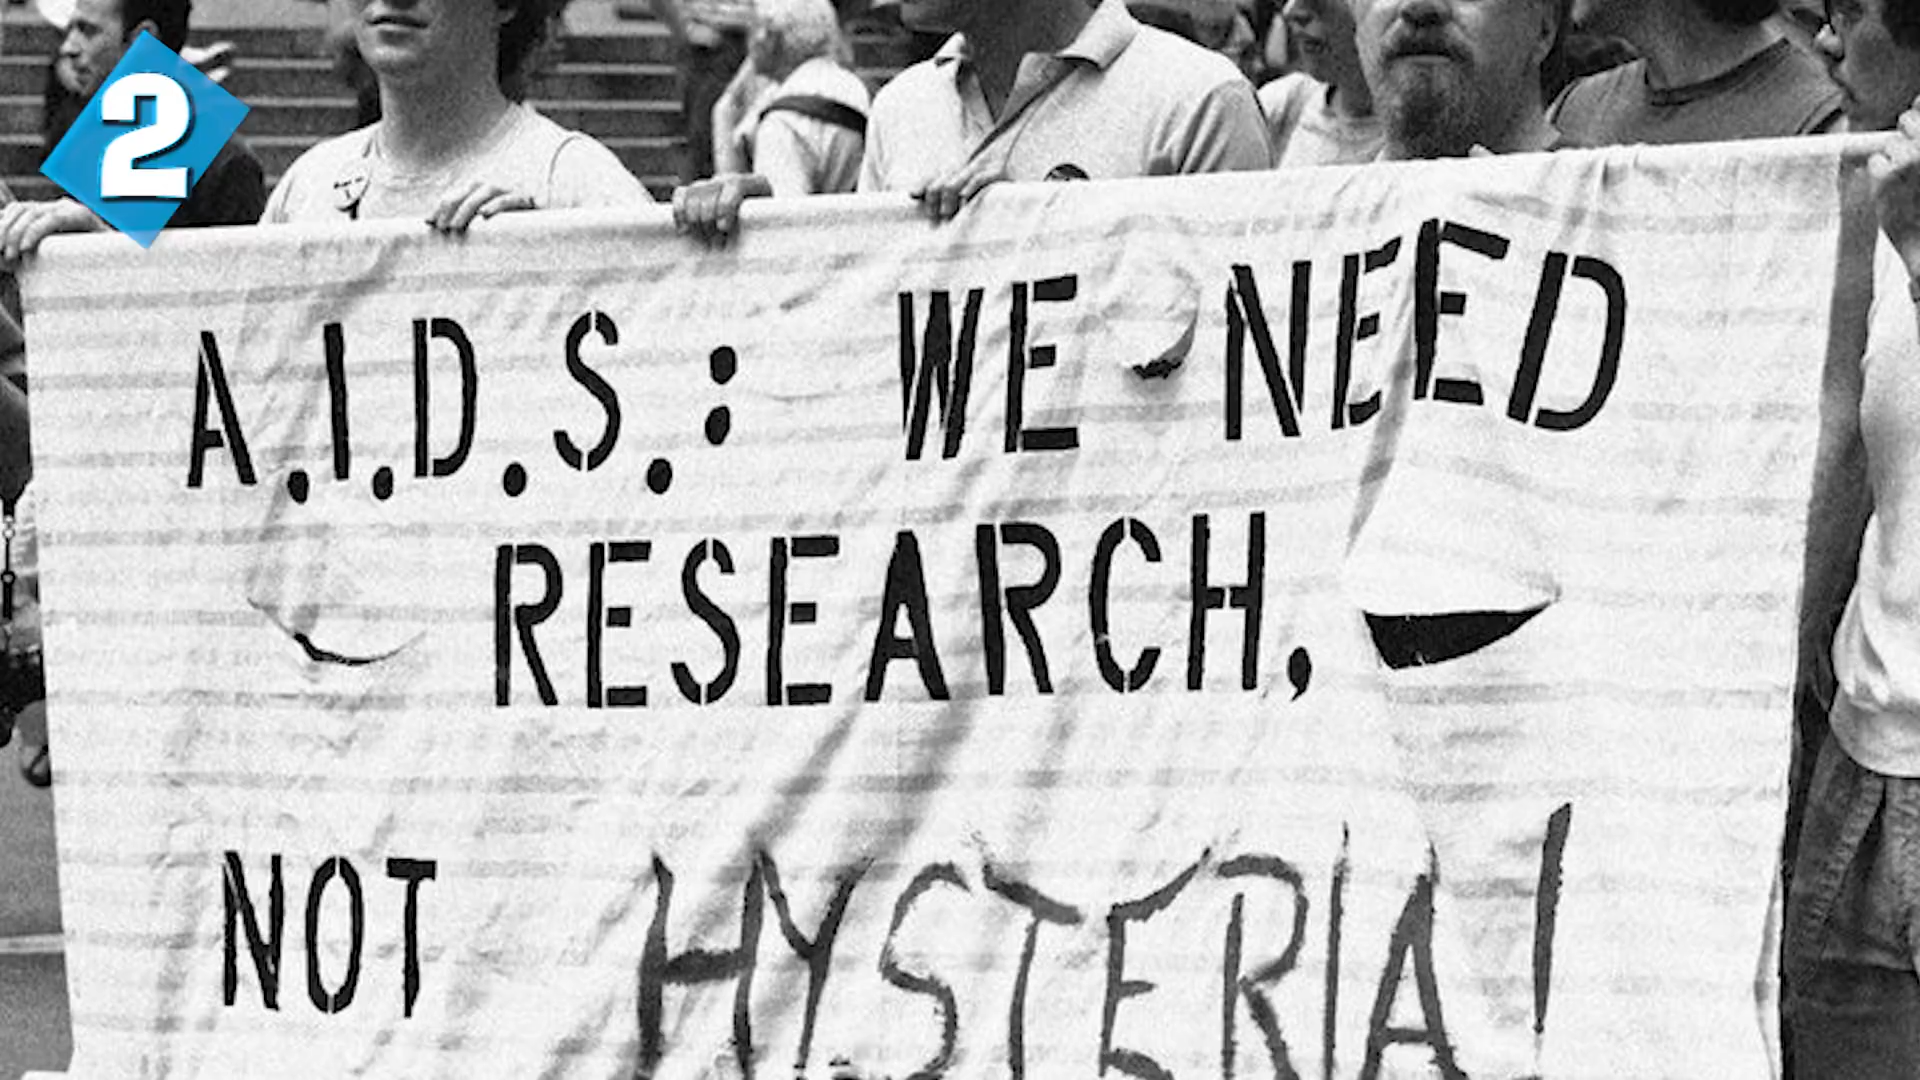 2
A.I.D.S.: WE NEED
RESEARCH,
NOT HYSTERIA!